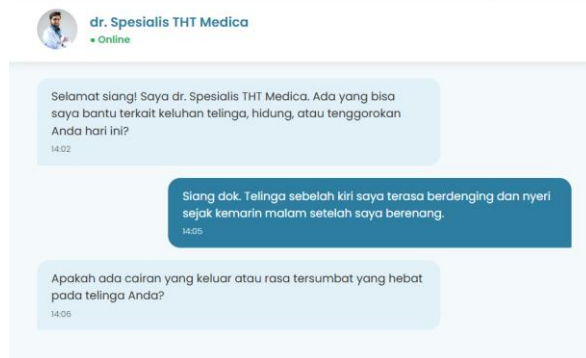 dr. Spesialis THT Medica
• Online
Selamat siang! Saya dr. Spesialis THT Medica. Ada yang bisa
saya bantu terkait keluhan telinga, hidung, atau tenggorokan
Anda hari ini?
14:02
Siang dok. Telinga sebelah kiri saya terasa berdenging dan nyeri
sejak kemarin malam setelah saya berenang.
14:05
Apakah ada cairan yang keluar atau rasa tersumbat yang hebat
pada telinga Anda?
14:06